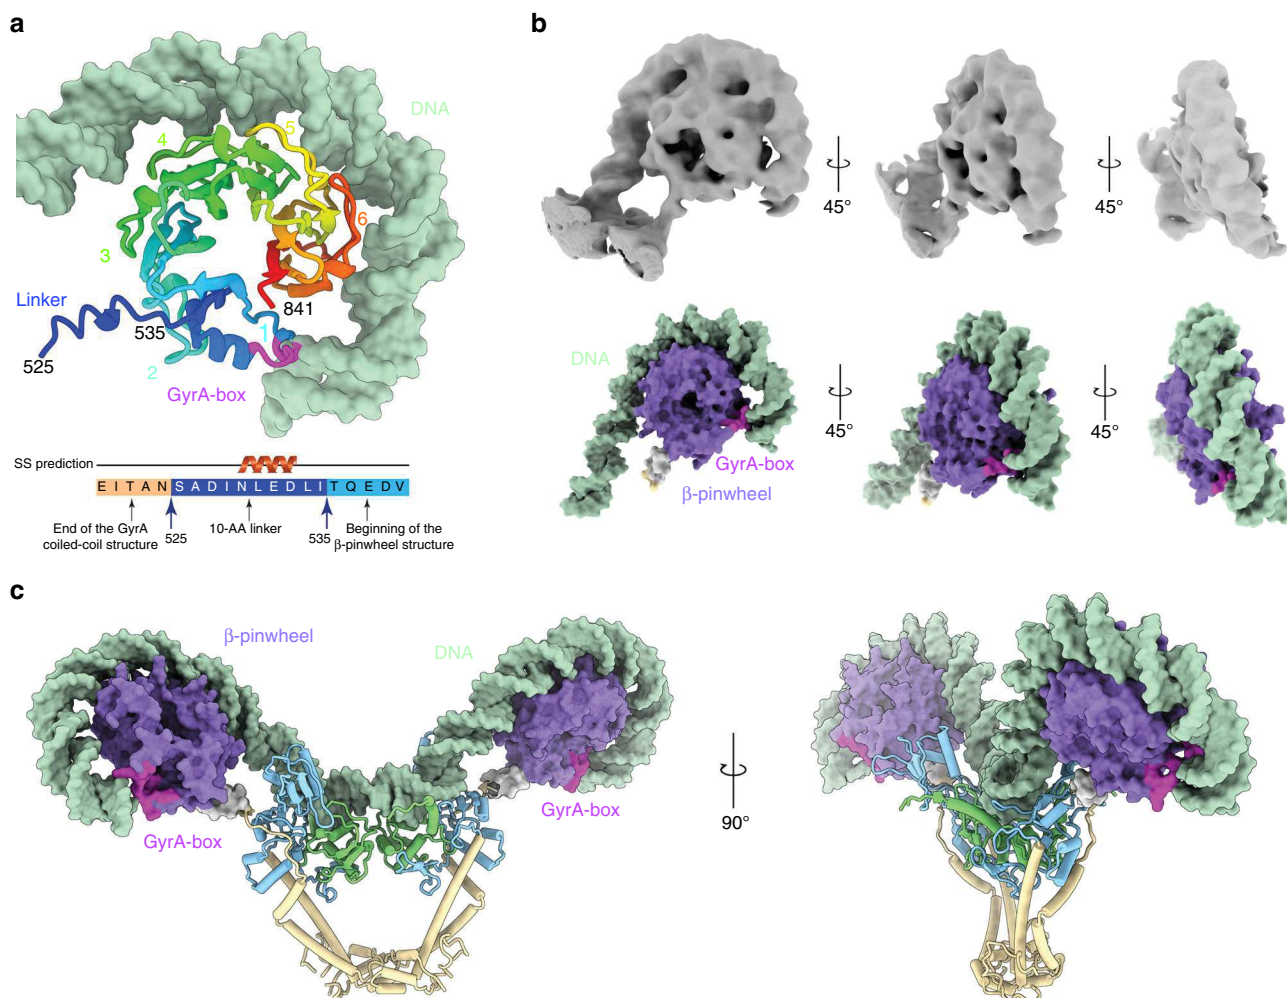 a
DNA
4
5
6
3
Linker
841
535
1
525
2
GyrA-box
SS prediction
E I T A N S A D I N L E D L I T Q E D V
End of the GyrA
coiled-coil structure
525
10-AA linker
535
Beginning of the
β-pinwheel structure
b
45°
45°
DNA
GyrA-box
β-pinwheel
45°
45°
c
β-pinwheel
DNA
GyrA-box
GyrA-box
90°